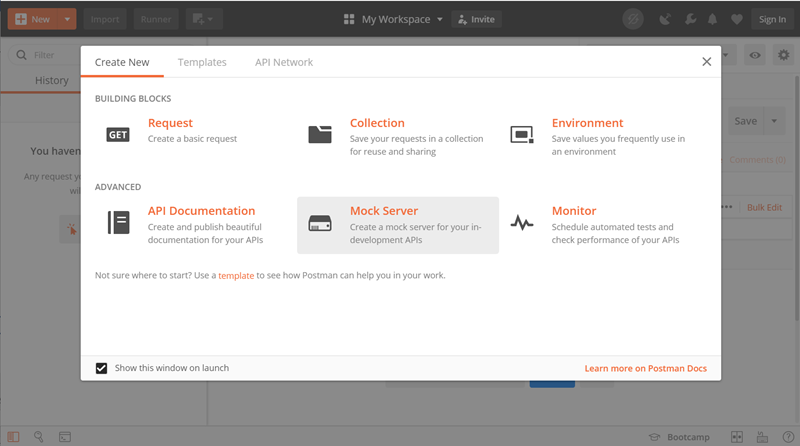 New
Import
Runner
My Workspace
Invite
Sign In
Filter
History
Save
You haven
Any request yo
wil
Comments (0)
Bulk Edit
Create New
Templates
API Network
BUILDING BLOCKS
GET
Request
Create a basic request
Collection
Save your requests in a collection
for reuse and sharing
Environment
Save values you frequently use in
an environment
ADVANCED
API Documentation
Create and publish beautiful
documentation for your APIs
Mock Server
Create a mock server for your in-
development APIs
Monitor
Schedule automated tests and
check performance of your APIs
Not sure where to start? Use a template to see how Postman can help you in your work.
Show this window on launch
Learn more on Postman Docs
Bootcamp